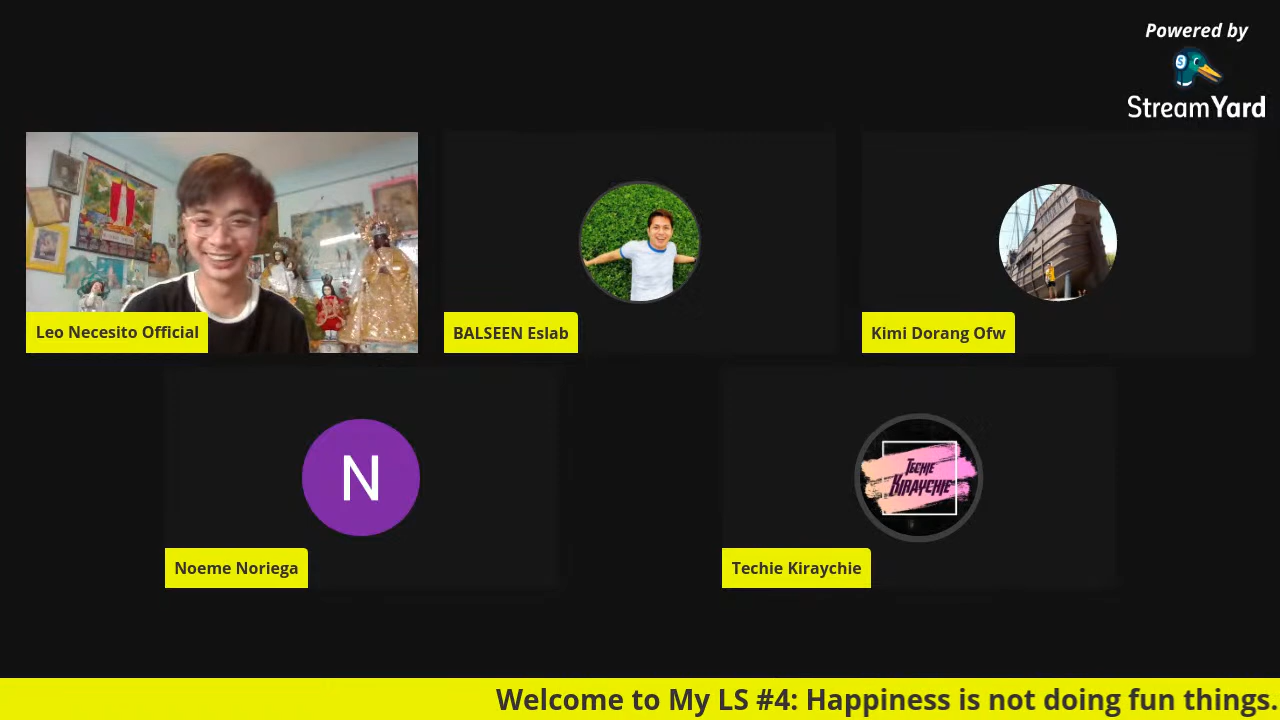 Powered by
StreamYard
Leo Necesito Official
BALSEEN Eslab
Kimi Dorang Ofw
N
Noeme Noriega
TECHIE
KIRAYCHIE
Techie Kiraychie
Welcome to My LS #4: Happiness is not doing fun things.